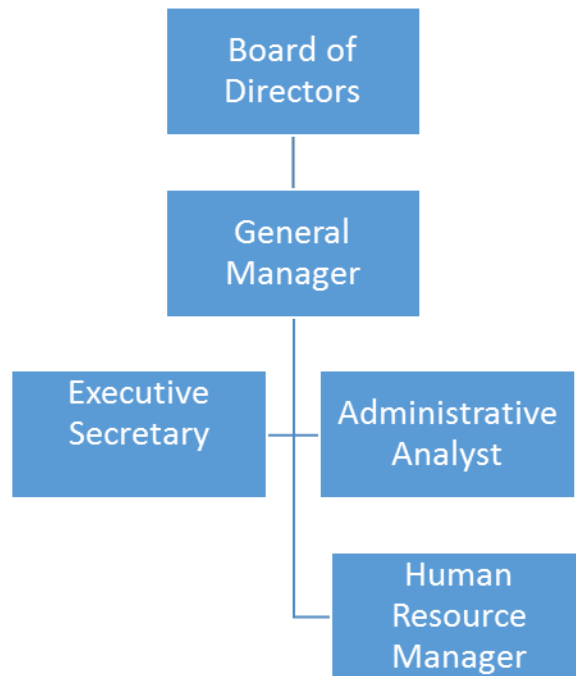 Board of
Directors
General
Manager
Executive
Secretary
Administrative
Analyst
Human
Resource
Manager